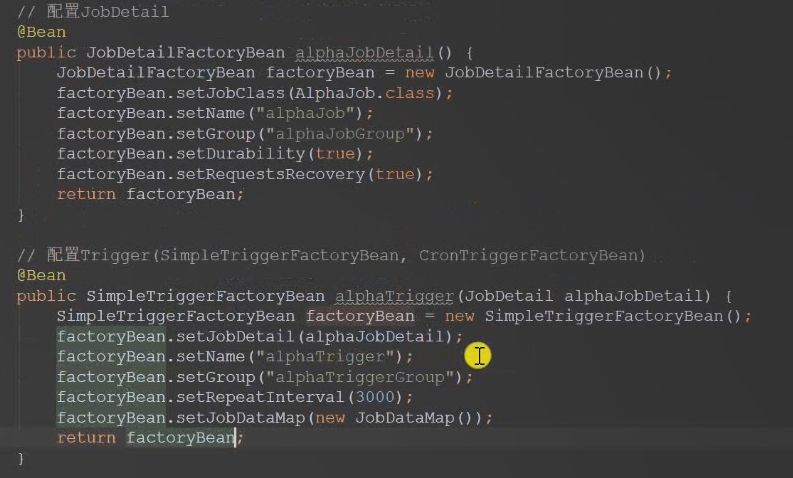 // 配置JobDetail
@Bean
public JobDetailFactoryBean alphaJobDetail() {
    JobDetailFactoryBean factoryBean = new JobDetailFactoryBean();
    factoryBean.setJobClass(AlphaJob.class);
    factoryBean.setName("alphaJob");
    factoryBean.setGroup("alphaJobGroup");
    factoryBean.setDurability(true);
    factoryBean.setRequestsRecovery(true);
    return factoryBean;
}
// 配置Trigger(SimpleTriggerFactoryBean, CronTriggerFactoryBean)
@Bean
public SimpleTriggerFactoryBean alphaTrigger(JobDetail alphaJobDetail) {
    SimpleTriggerFactoryBean factoryBean = new SimpleTriggerFactoryBean();
    factoryBean.setJobDetail(alphaJobDetail);
    factoryBean.setName("alphaTrigger");
    factoryBean.setGroup("alphaTriggerGroup");
    factoryBean.setRepeatInterval(3000);
    factoryBean.setJobDataMap(new JobDataMap());
    return factoryBean;
}